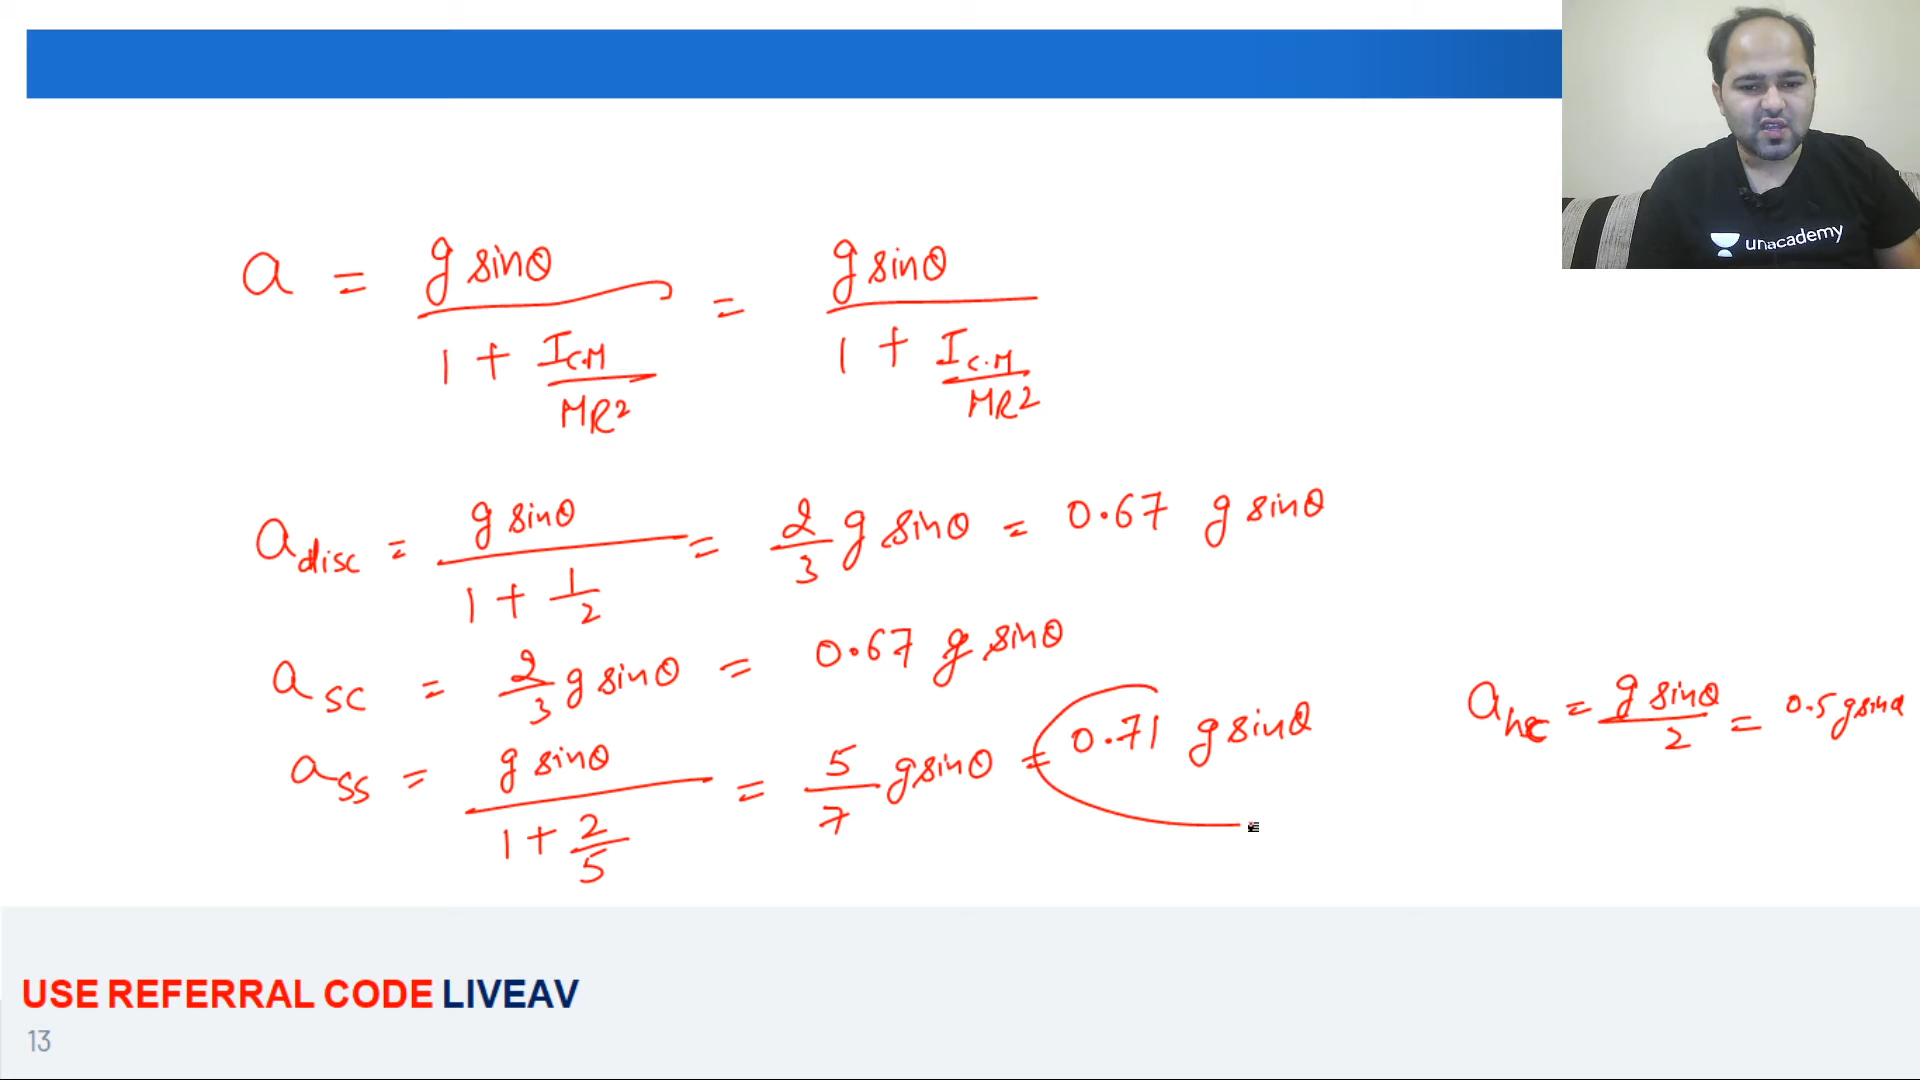 unacademy
a = g sinθ / (1 + I_C.M / MR²) = g sinθ / (1 + I_C.M / MR²)
a_disc = g sinθ / (1 + 1/2) = 2/3 g sinθ = 0.67 g sinθ
a_sc = 2/3 g sinθ = 0.67 g sinθ
a_hc = g sinθ / 2 = 0.5 g sinθ
a_ss = g sinθ / (1 + 2/5) = 5/7 g sinθ = 0.71 g sinθ
USE REFERRAL CODE LIVEAV
13